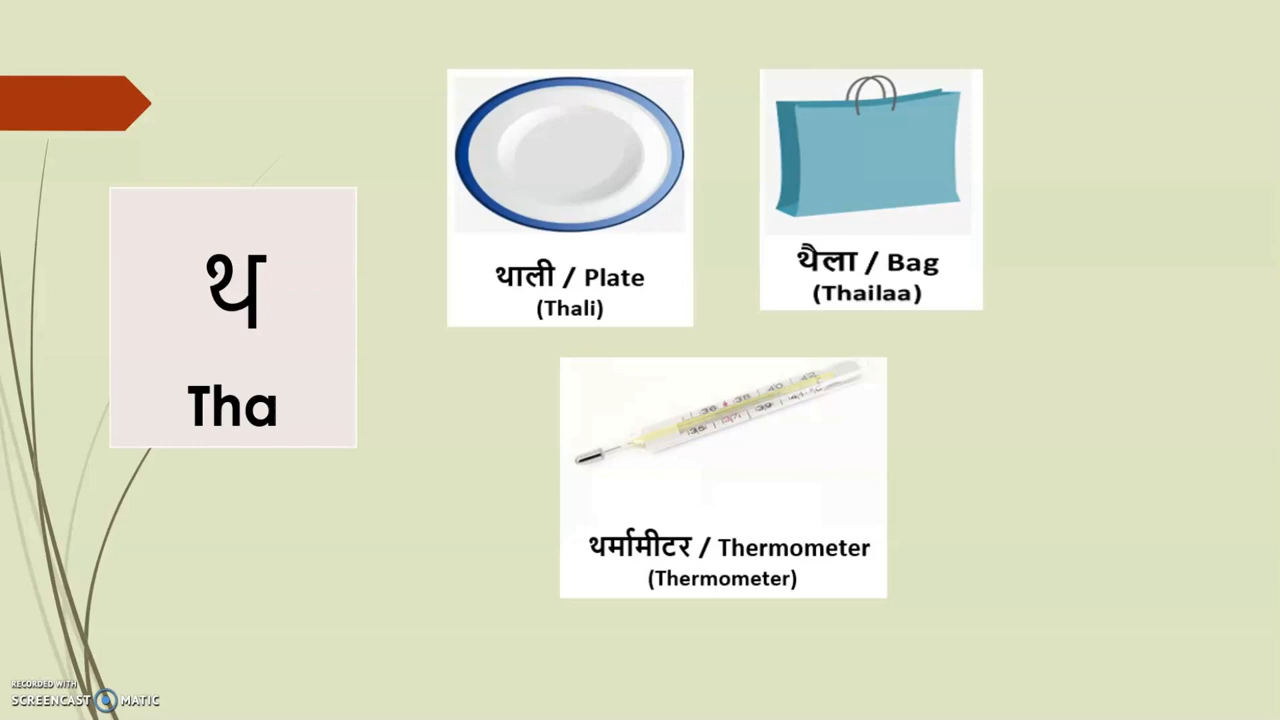 थ
Tha
थाली / Plate
(Thali)
थैला / Bag
(Thailaa)
थर्मामीटर / Thermometer
(Thermometer)
RECORDED WITH
SCREENCAST MATIC